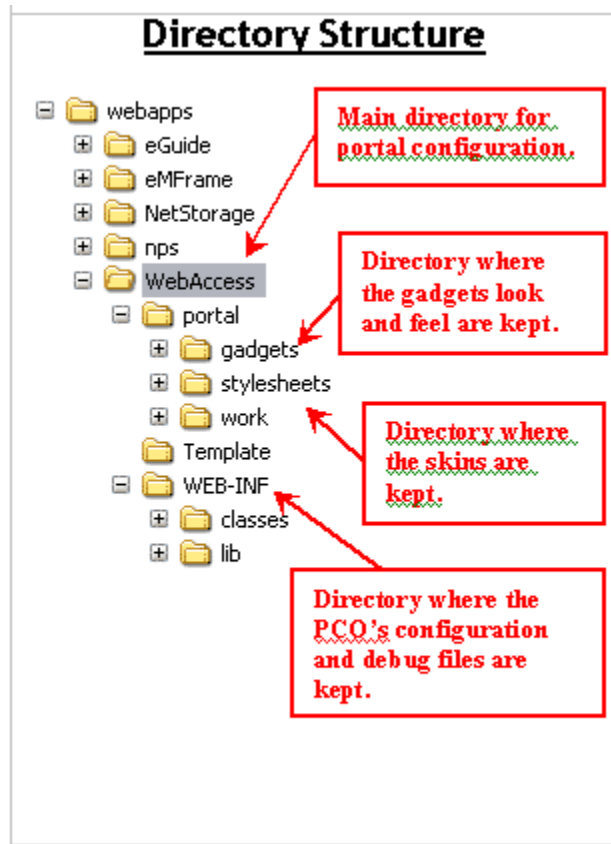 Directory Structure
webapps
eGuide
eMFrame
NetStorage
nps
WebAccess
portal
gadgets
stylesheets
work
Template
WEB-INF
classes
lib
Main directory for
portal configuration.
Directory where
the gadgets look
and feel are kept.
Directory where
the skins are
kept.
Directory where the
PCO's configuration
and debug files are
kept.